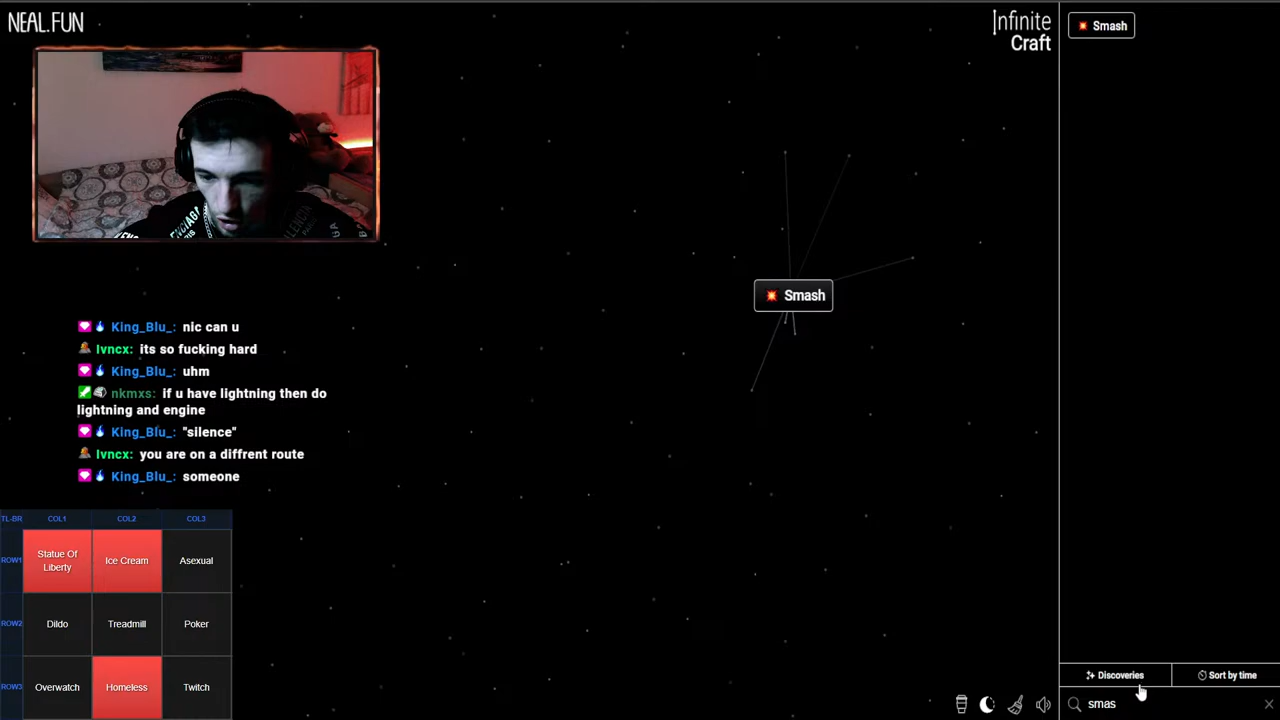 NEAL.FUN
Infinite
Craft
💥 Smash
💥 Smash
King_Blu_: nic can u
lvncx: its so fucking hard
King_Blu_: uhm
nkmxs: if u have lightning then do
lightning and engine
King_Blu_: "silence"
lvncx: you are on a diffrent route
King_Blu_: someone
TL-BR COL1 COL2 COL3
ROW1 Statue Of Liberty Ice Cream Asexual
ROW2 Dildo Treadmill Poker
ROW3 Overwatch Homeless Twitch
Discoveries Sort by time
smas